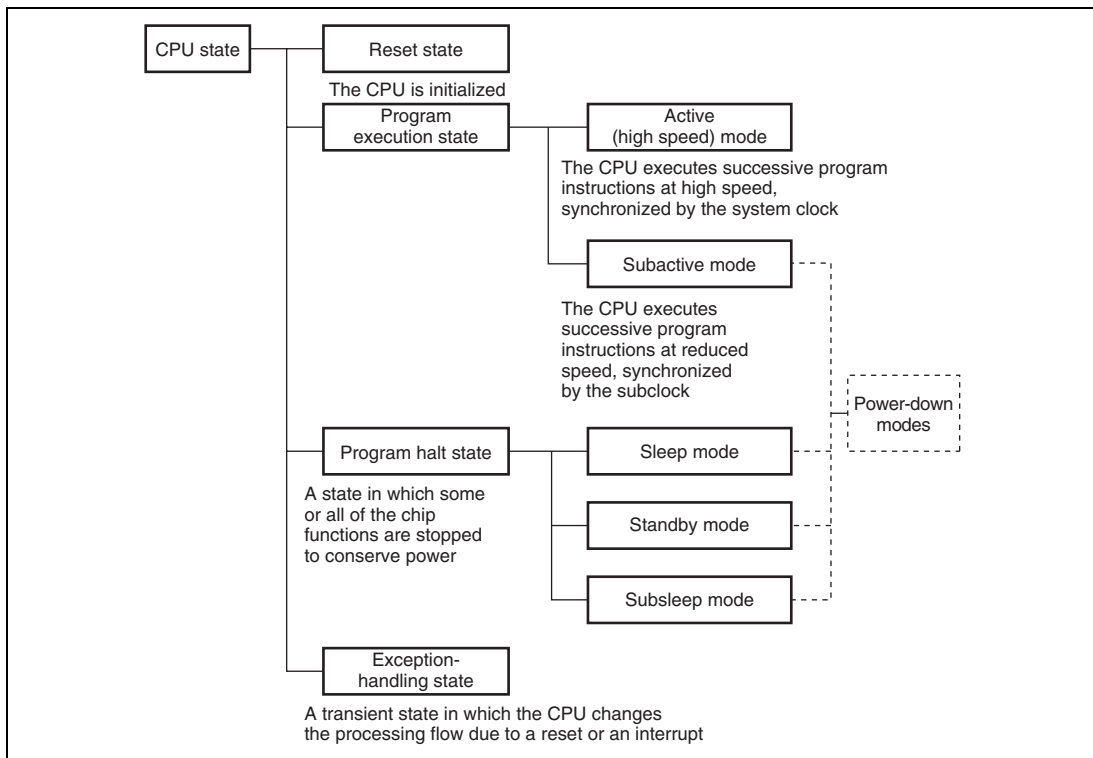 CPU state
Reset state
The CPU is initialized
Program
execution state
Active
(high speed) mode
The CPU executes successive program
instructions at high speed,
synchronized by the system clock
Subactive mode
The CPU executes
successive program
instructions at reduced
speed, synchronized
by the subclock
Power-down
modes
Program halt state
A state in which some
or all of the chip
functions are stopped
to conserve power
Sleep mode
Standby mode
Subsleep mode
Exception-
handling state
A transient state in which the CPU changes
the processing flow due to a reset or an interrupt